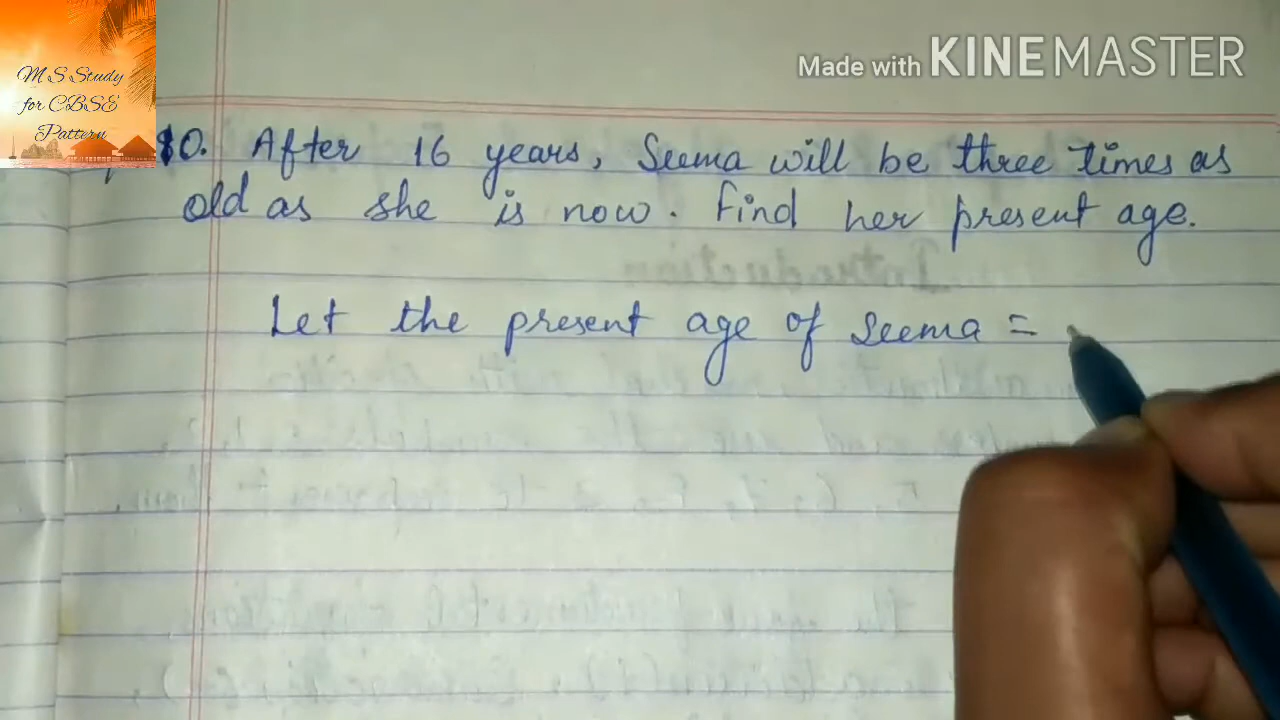 M S Study
for CBSE
Pattern
Made with KINEMASTER
10. After 16 years, Seema will be three times as
old as she is now. Find her present age.
Let the present age of Seema =